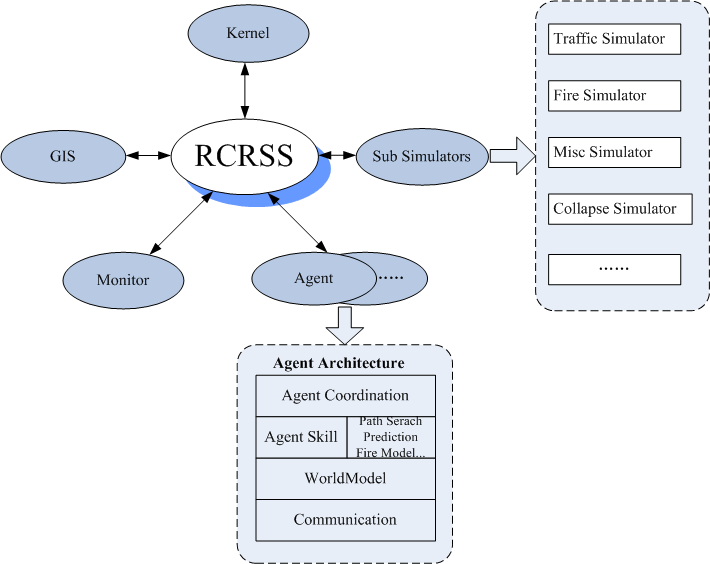 Kernel
Traffic Simulator
Fire Simulator
RCRSS
GIS
Sub Simulators
Misc Simulator
Collapse Simulator
Monitor
Agent
.....
......
Agent Architecture
Agent Coordination
Agent Skill
Path Serach
Prediction
Fire Model...
WorldModel
Communication